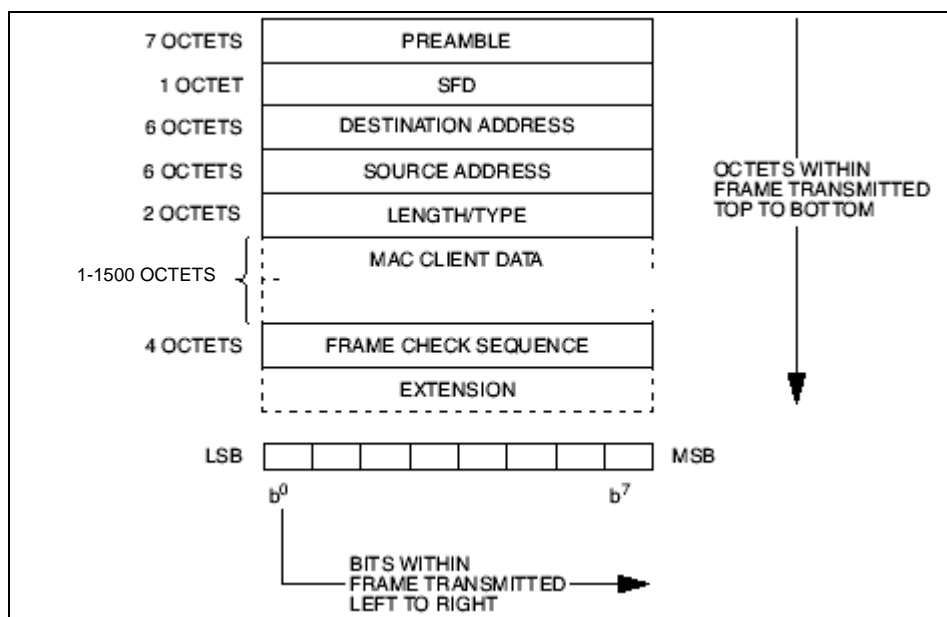 7 OCTETS PREAMBLE
1 OCTET SFD
6 OCTETS DESTINATION ADDRESS
6 OCTETS SOURCE ADDRESS
2 OCTETS LENGTH/TYPE
MAC CLIENT DATA
1-1500 OCTETS
4 OCTETS FRAME CHECK SEQUENCE
EXTENSION
OCTETS WITHIN
FRAME TRANSMITTED
TOP TO BOTTOM
LSB MSB
b0 b7
BITS WITHIN
FRAME TRANSMITTED
LEFT TO RIGHT